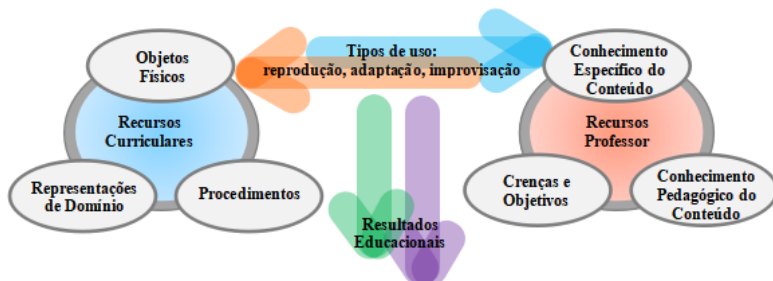 Objetos
Físicos
Recursos
Curriculares
Representações
de Domínio
Procedimentos
Tipos de uso:
reprodução, adaptação, improvisação
Resultados
Educacionais
Conhecimento
Específico do
Conteúdo
Recursos
Professor
Crenças e
Objetivos
Conhecimento
Pedagógico do
Conteúdo